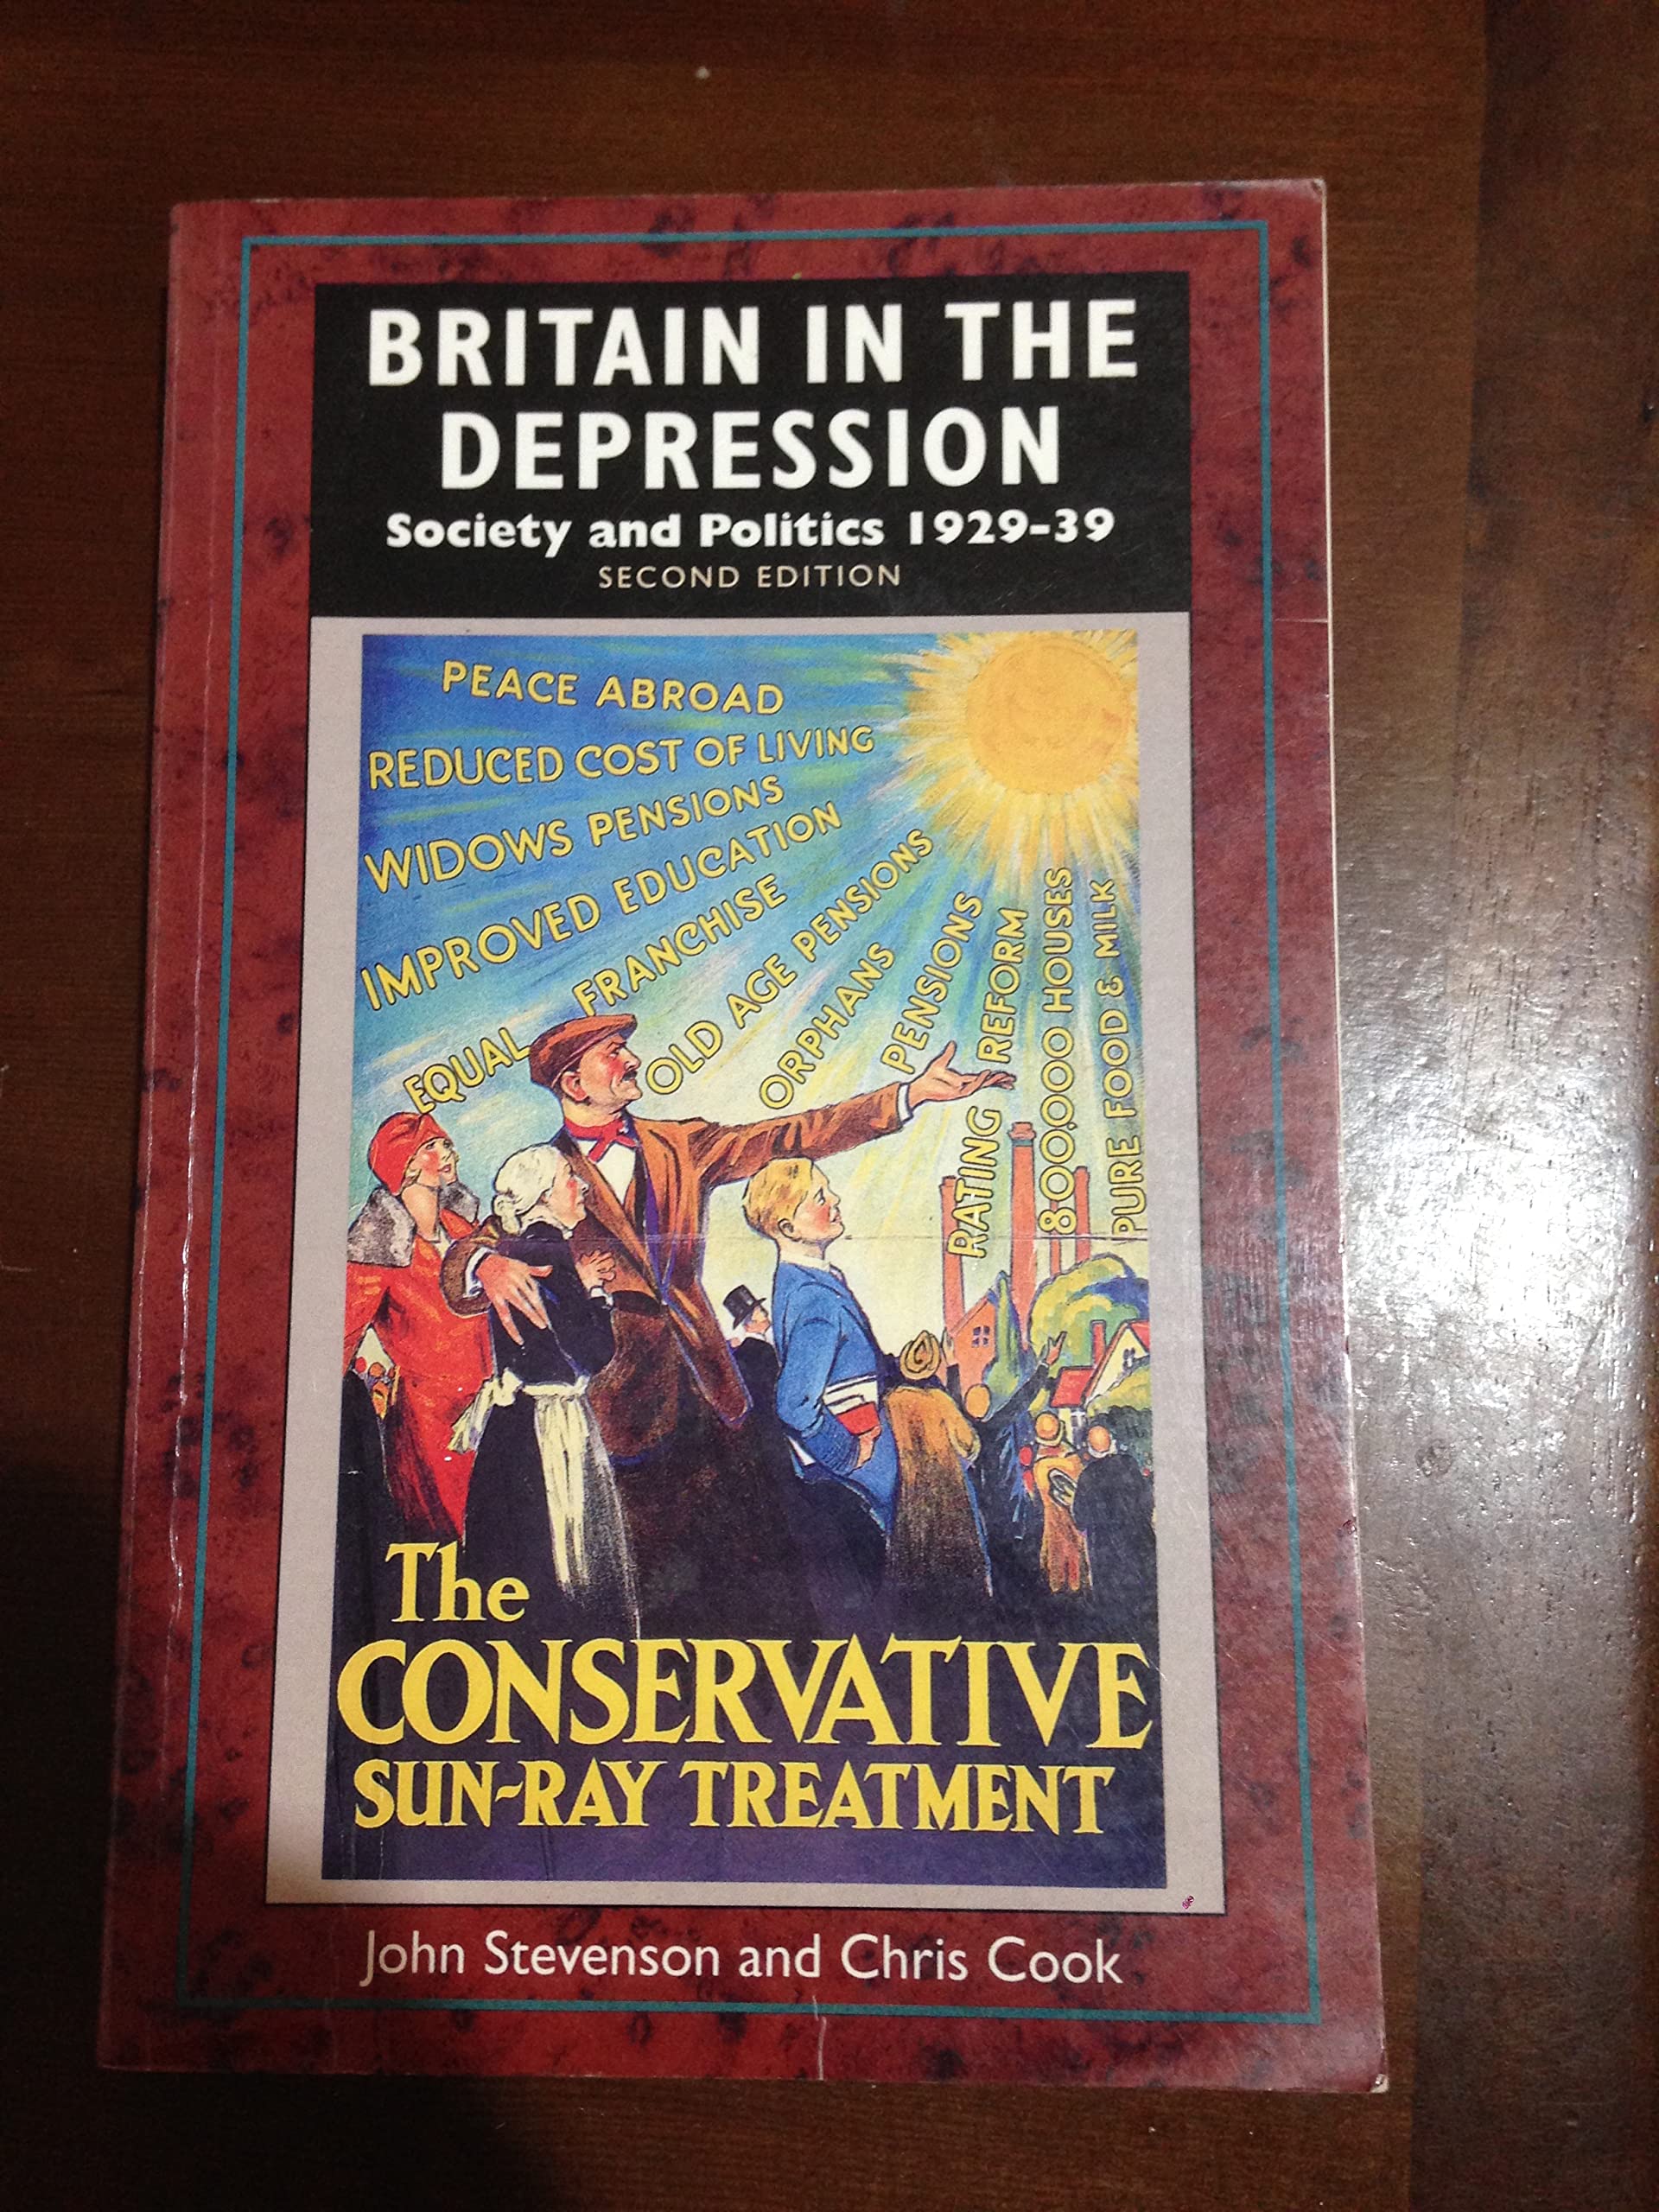 BRITAIN IN THE
DEPRESSION
Society and Politics 1929-39
SECOND EDITION
PEACE ABROAD
REDUCED COST OF LIVING
WIDOWS PENSIONS
IMPROVED EDUCATION
EQUAL FRANCHISE
OLD AGE PENSIONS
ORPHANS PENSIONS
RATING REFORM
800,000 HOUSES
PURE FOOD & MILK
The
CONSERVATIVE
SUN-RAY TREATMENT
John Stevenson and Chris Cook